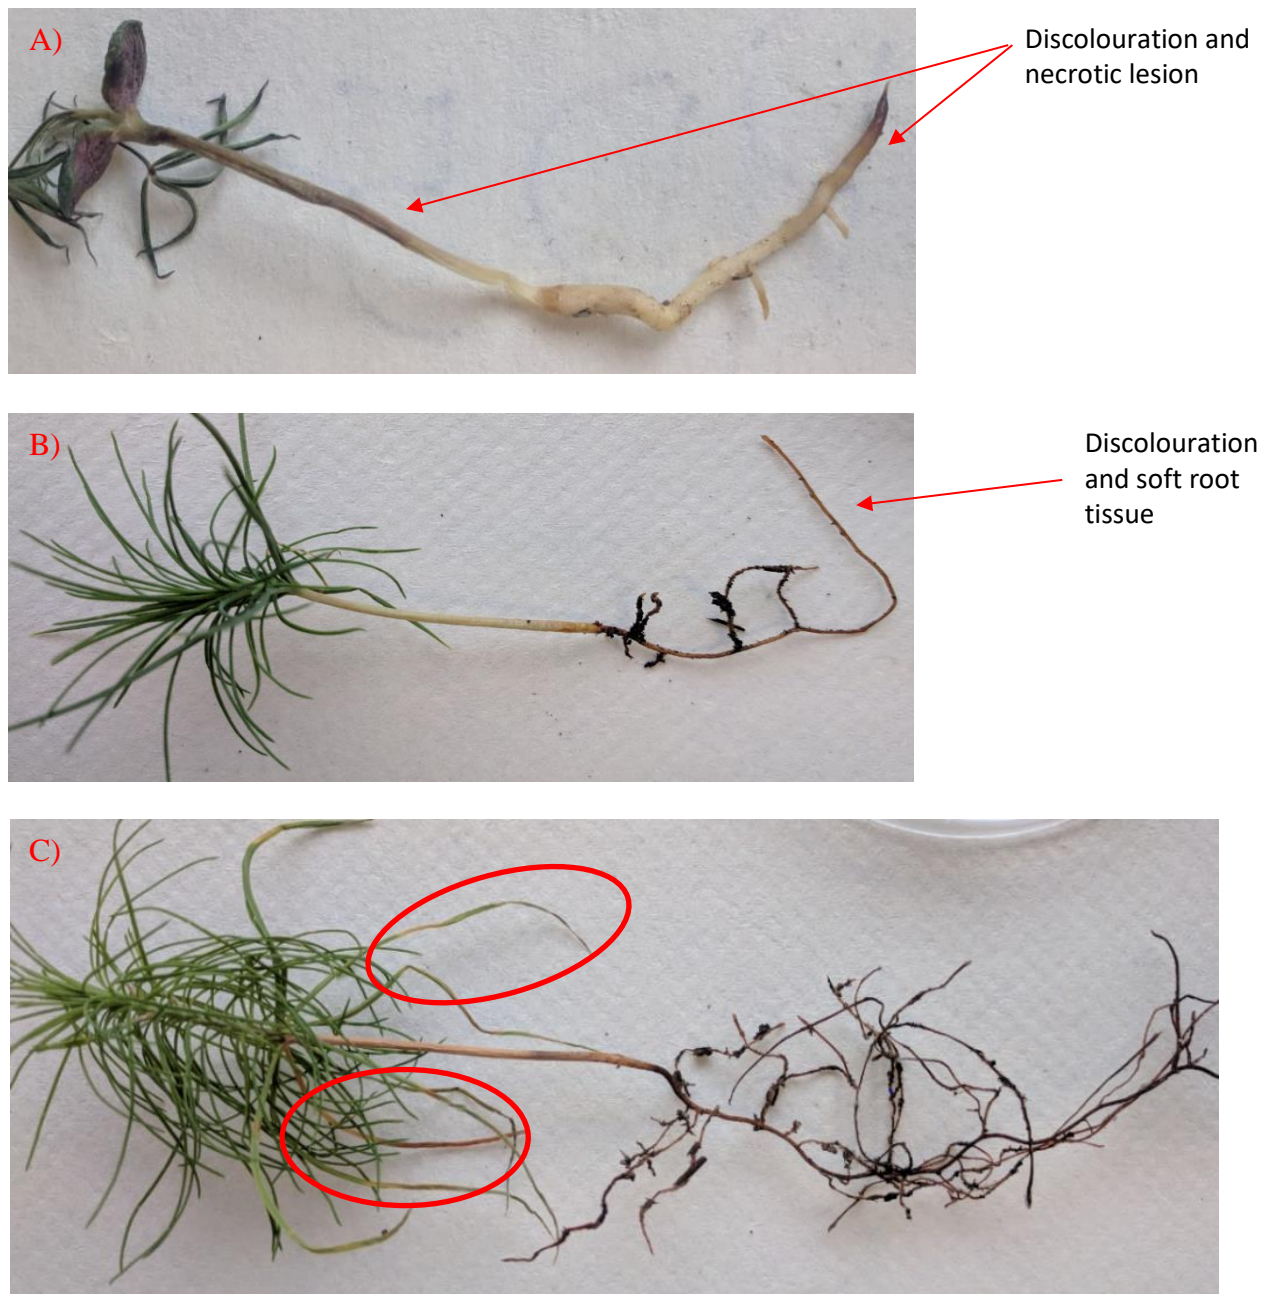 A)
Discolouration and
necrotic lesion
B)
Discolouration
and soft root
tissue
C)